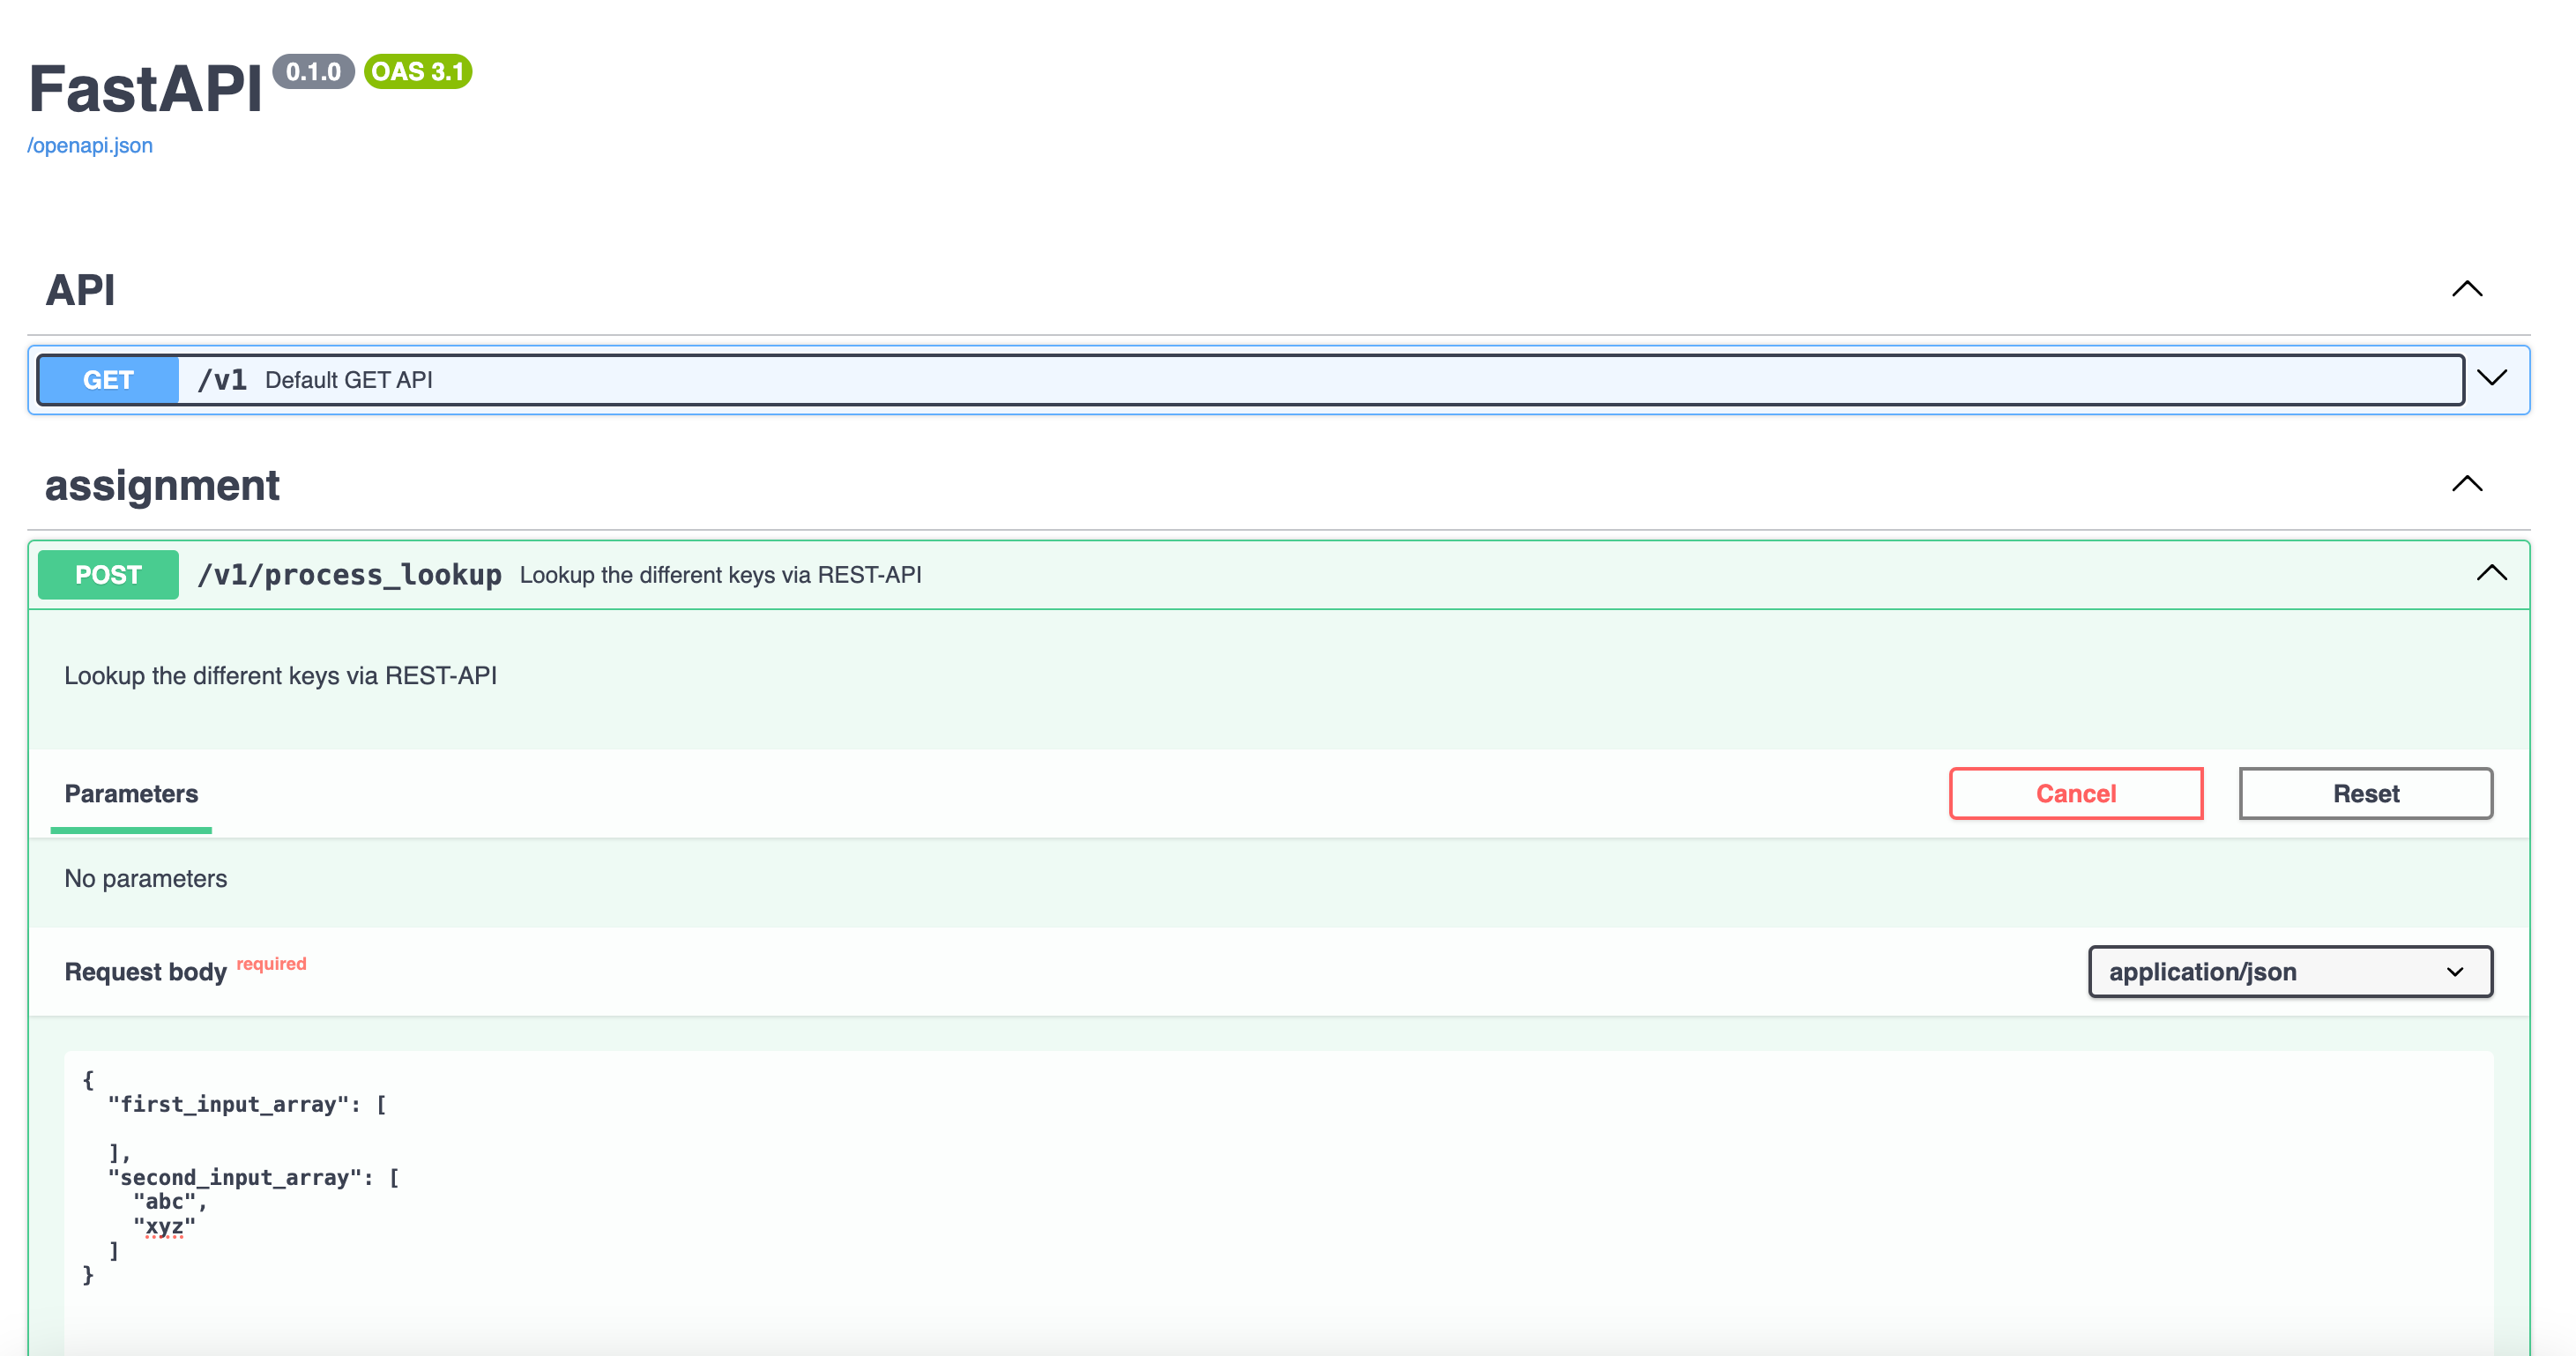 FastAPI 0.1.0 OAS 3.1
/openapi.json
API
GET /v1 Default GET API
assignment
POST /v1/process_lookup Lookup the different keys via REST-API
Lookup the different keys via REST-API
Parameters Cancel Reset
No parameters
Request body required application/json
{
"first_input_array": [
],
"second_input_array": [
"abc",
"xyz"
]
}